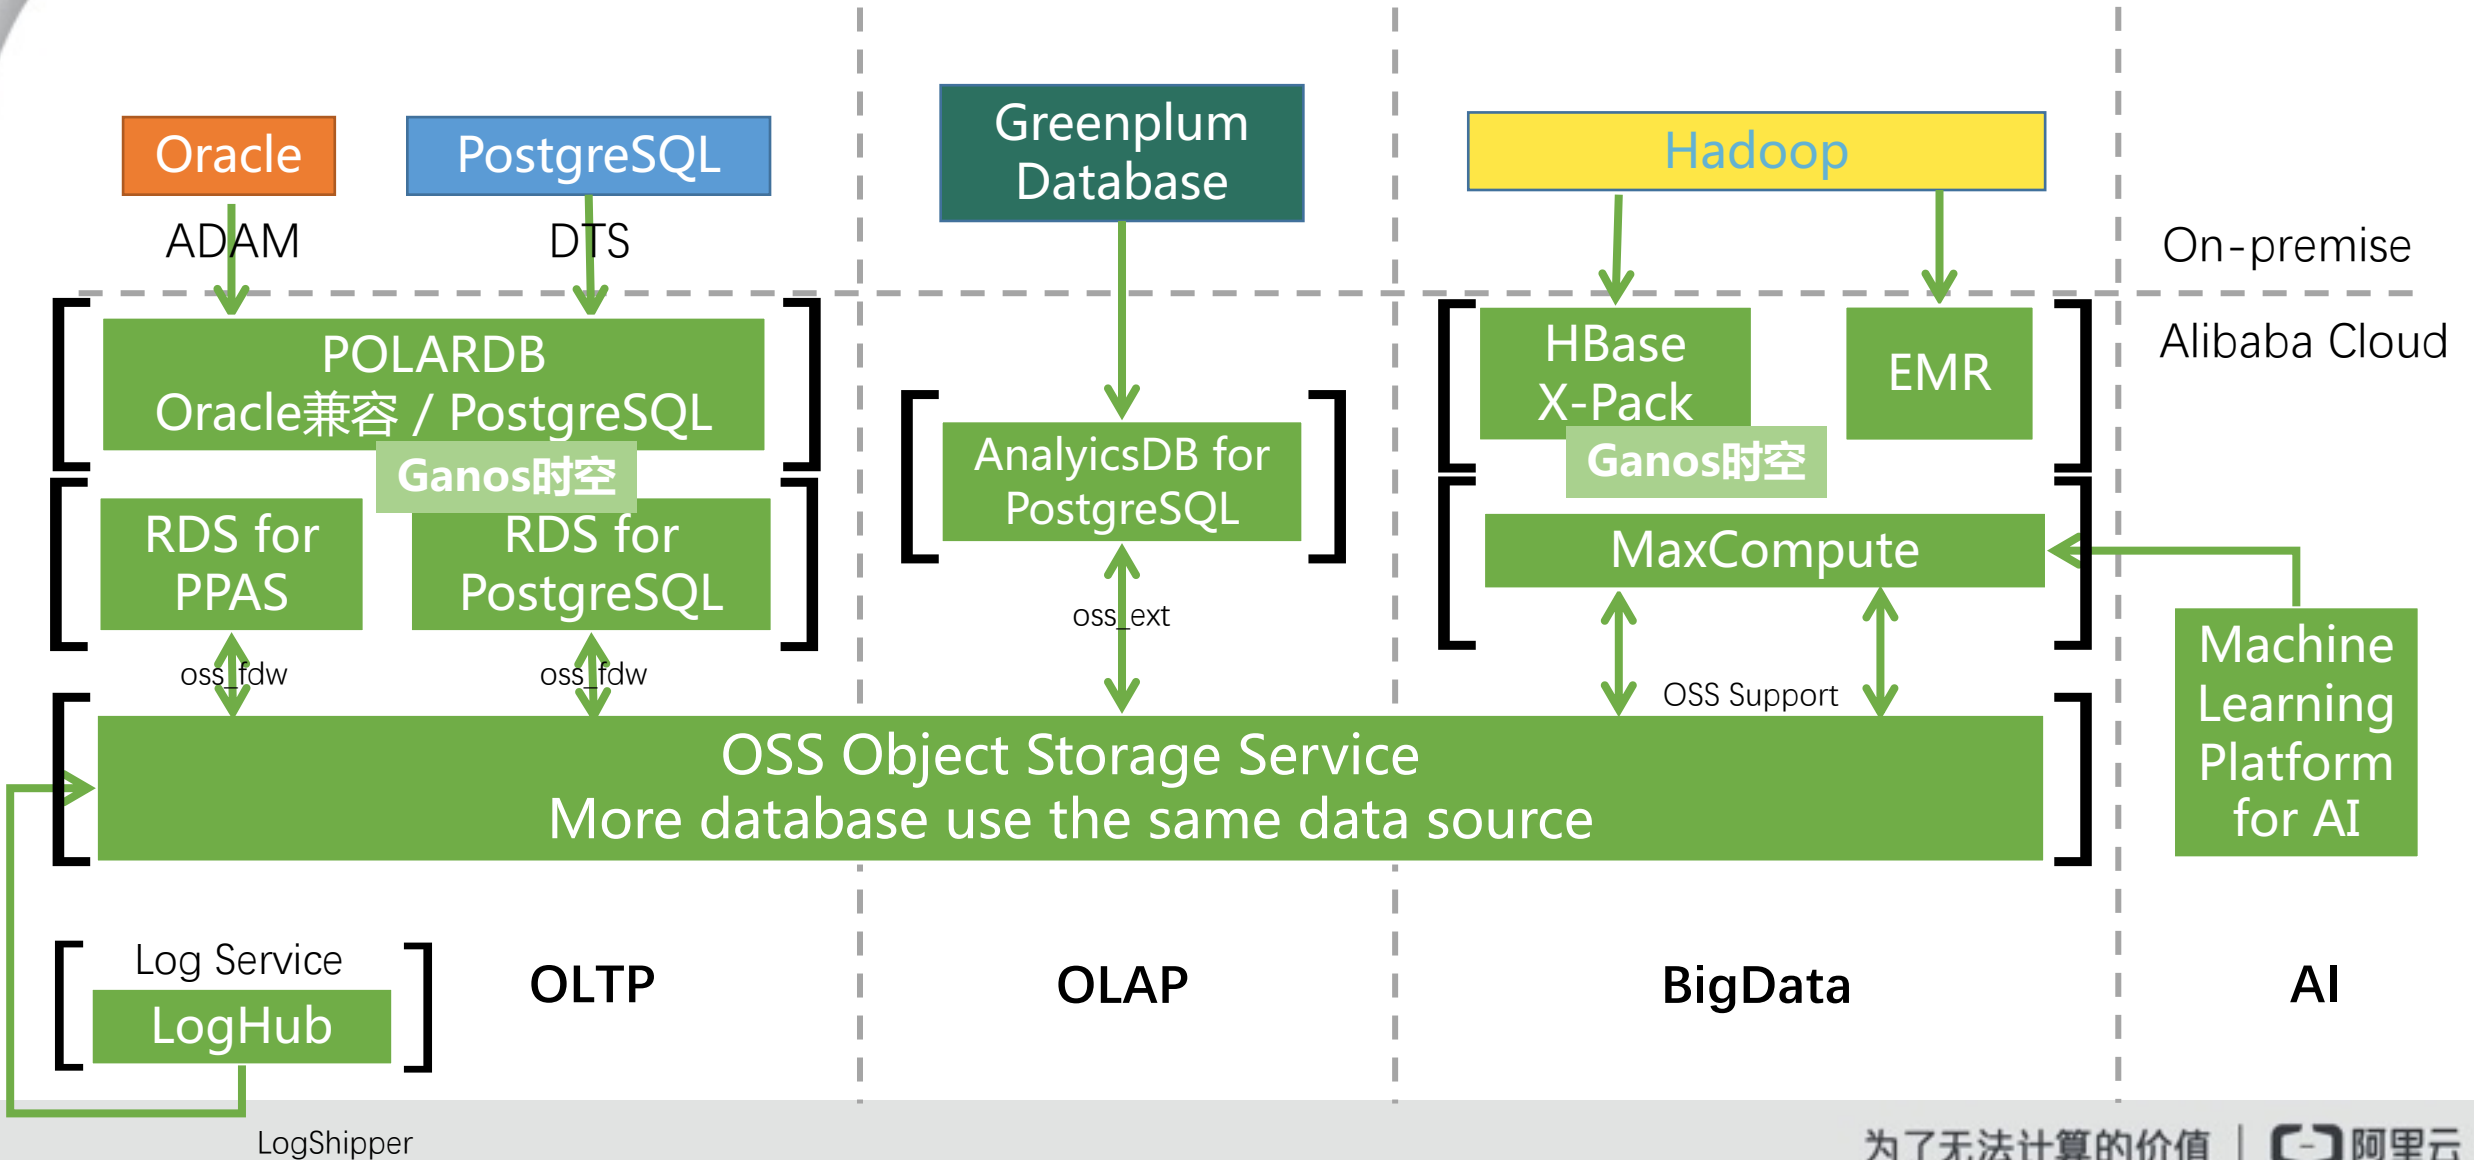 Oracle
PostgreSQL
Greenplum
Database
Hadoop
ADAM
DTS
On-premise
Alibaba Cloud
POLARDB
Oracle兼容 / PostgreSQL
Ganos时空
RDS for
PPAS
RDS for
PostgreSQL
AnalyicsDB for
PostgreSQL
HBase
X-Pack
EMR
Ganos时空
MaxCompute
oss_fdw
oss_fdw
oss_ext
OSS Support
Machine
Learning
Platform
for AI
OSS Object Storage Service
More database use the same data source
Log Service
LogHub
OLTP
OLAP
BigData
AI
LogShipper
为了无法计算的价值 | 阿里云